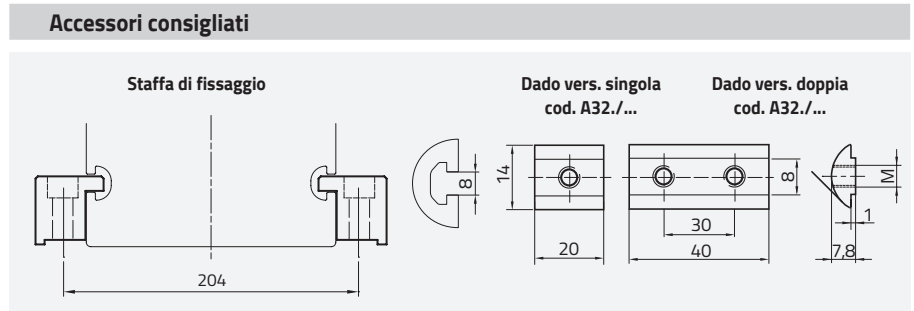 Accessori consigliati
Staffa di fissaggio
Dado vers. singola
cod. A32./...
Dado vers. doppia
cod. A32./...
204
8
14
20
30
40
8
M
1
7,8